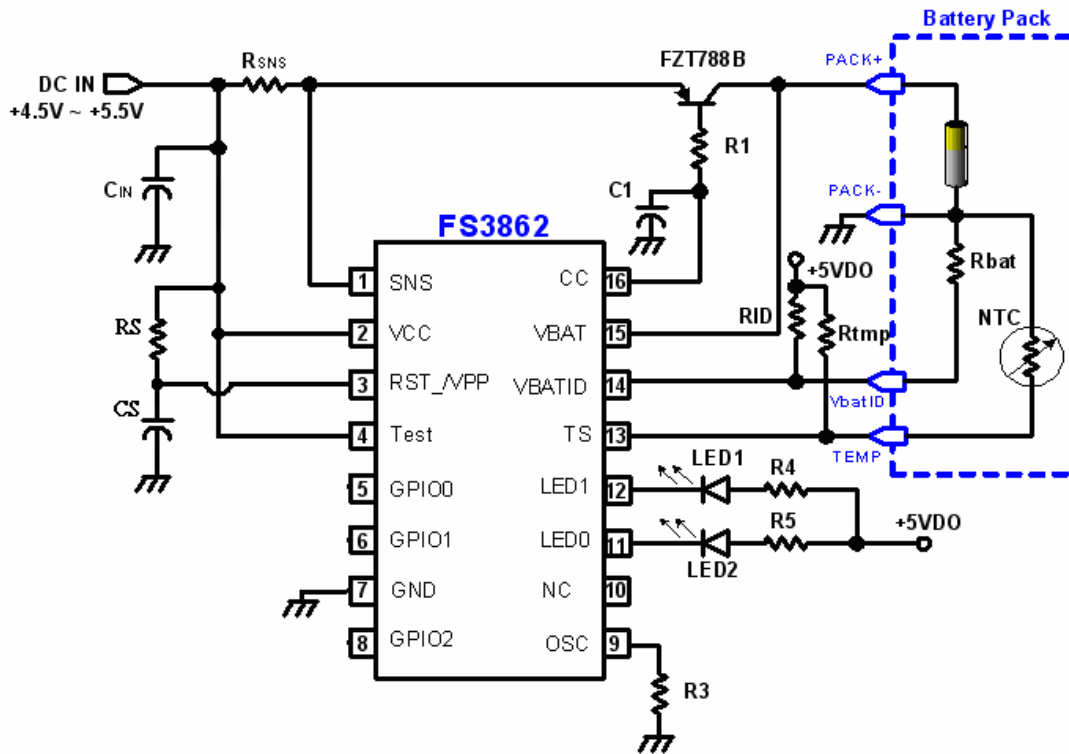 Battery Pack
RSNS
FZT788B
PACK+
DC IN
+4.5V ~ +5.5V
R1
CIN
C1
PACK-
FS3862
+5VDO
Rbat
1
SNS
CC
16
RID
Rtmp
NTC
RS
2
VCC
VBAT
15
3
RST_/VPP
VBATID
14
VbatID
CS
4
Test
TS
13
TEMP
LED1
R4
5
GPIO0
LED1
12
R5
+5VDO
6
GPIO1
LED0
11
LED2
7
GND
NC
10
8
GPIO2
OSC
9
R3